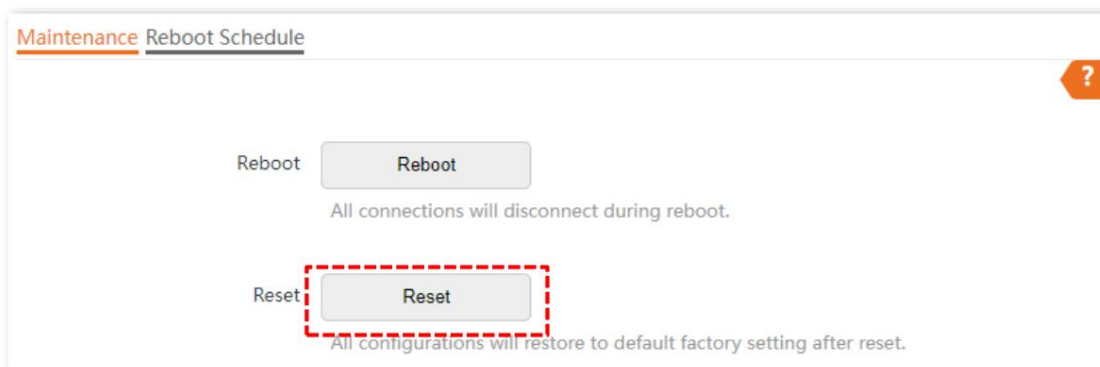 Maintenance Reboot Schedule
?
Reboot Reboot
All connections will disconnect during reboot.
Reset Reset
All configurations will restore to default factory setting after reset.